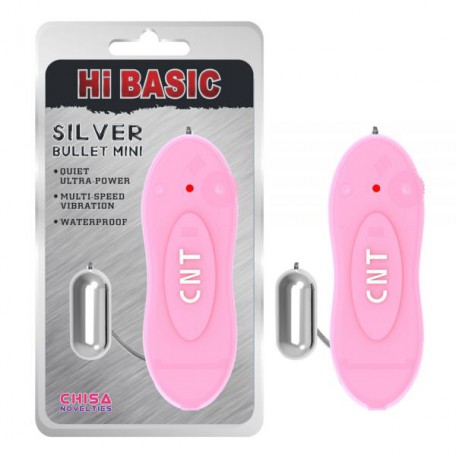 Hi BASIC
SILVER
BULLET MINI
• QUIET
ULTRA-POWER
• MULTI-SPEED
VIBRATION
• WATERPROOF
CNT
CHISA
NOVELTIES
CNT